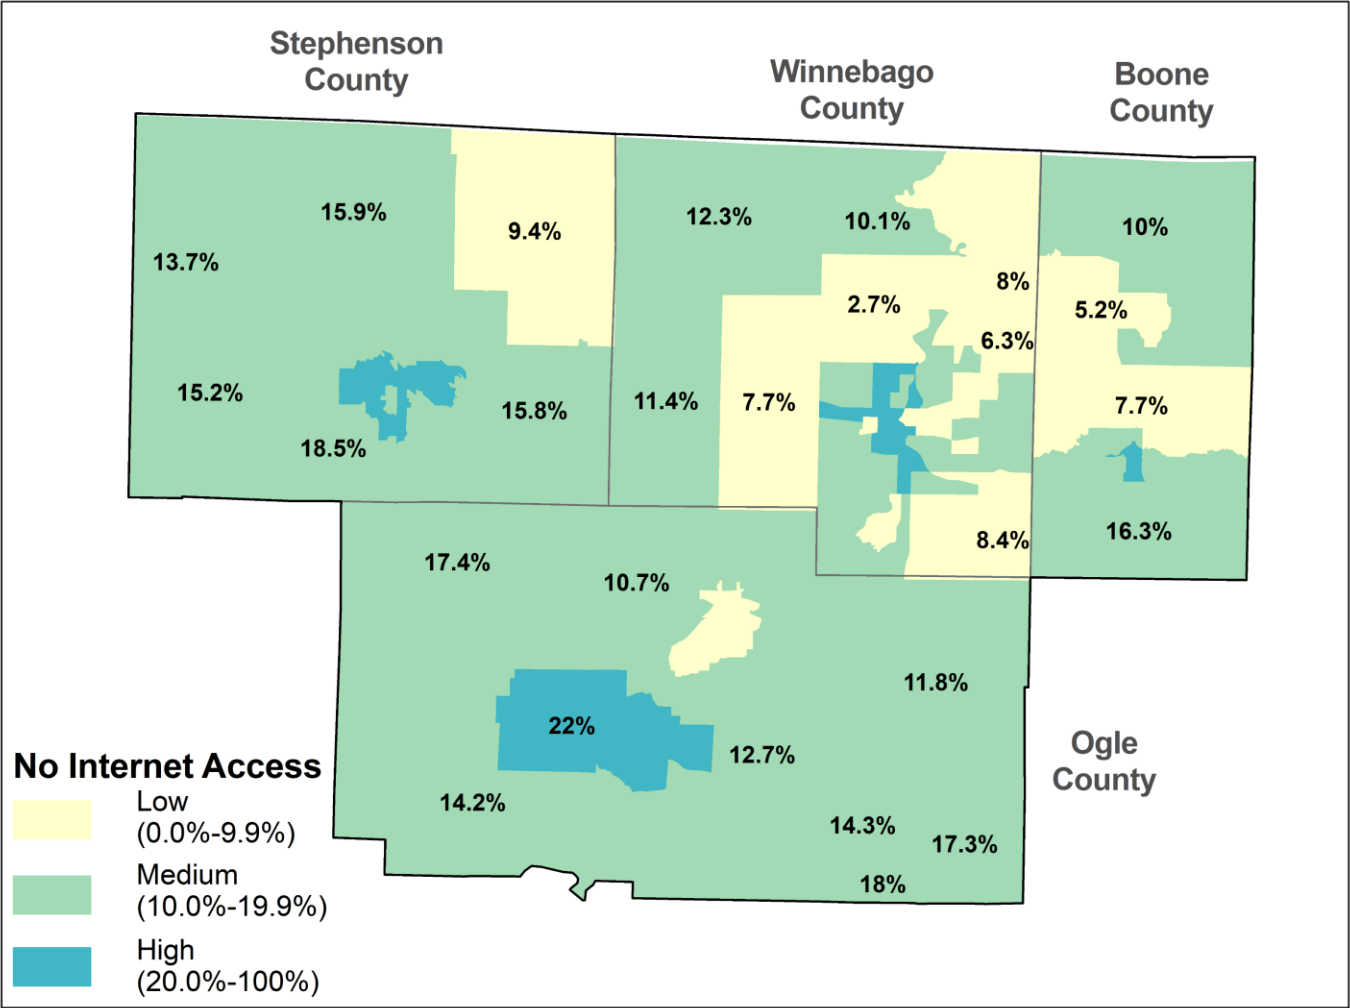 Stephenson
County
Winnebago
County
Boone
County
15.9%
9.4%
13.7%
12.3%
10.1%
10%
8%
2.7%
5.2%
6.3%
15.2%
15.8%
18.5%
11.4%
7.7%
7.7%
8.4%
16.3%
17.4%
10.7%
11.8%
22%
12.7%
14.2%
14.3%
17.3%
18%
Ogle
County
No Internet Access
Low
(0.0%-9.9%)
Medium
(10.0%-19.9%)
High
(20.0%-100%)